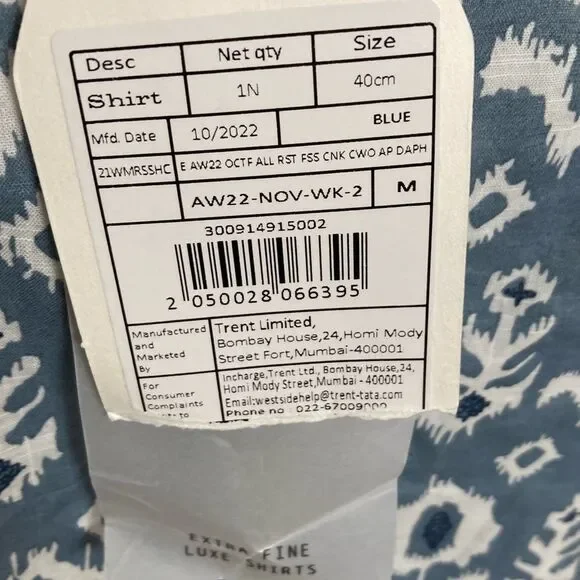 Desc Net qty Size
Shirt 1N 40cm
Mfd. Date 10/2022 BLUE
21WMRSSHC E AW22 OCTF ALL RST FSS CNK CWO AP DAPH
AW22-NOV-WK-2 M
300914915002
2 050028 066395
Manufactured and Marketed By
Trent Limited,
Bombay House,24,Homi Mody
Street Fort,Mumbai-400001
For Consumer Complaints
Incharge,Trent Ltd., Bombay House,24,
Homi Mody Street,Mumbai - 400001
Email:westsidehelp@trent-tata.com
Phone no 022-67009
EXTRA FINE
LUXE SHIRTS